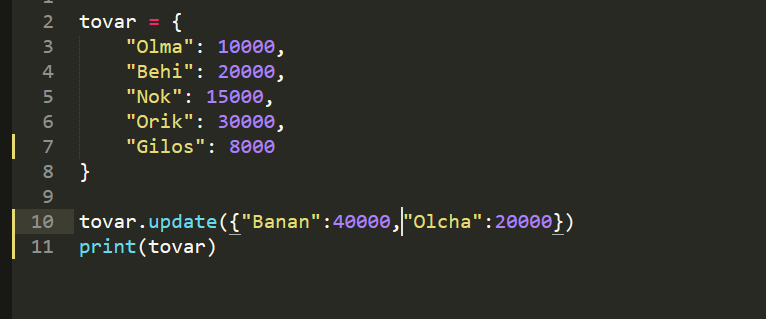 2 tovar = {
3 "Olma": 10000,
4 "Behi": 20000,
5 "Nok": 15000,
6 "Orik": 30000,
7 "Gilos": 8000
8 }
9
10 tovar.update({"Banan":40000,"Olcha":20000})
11 print(tovar)